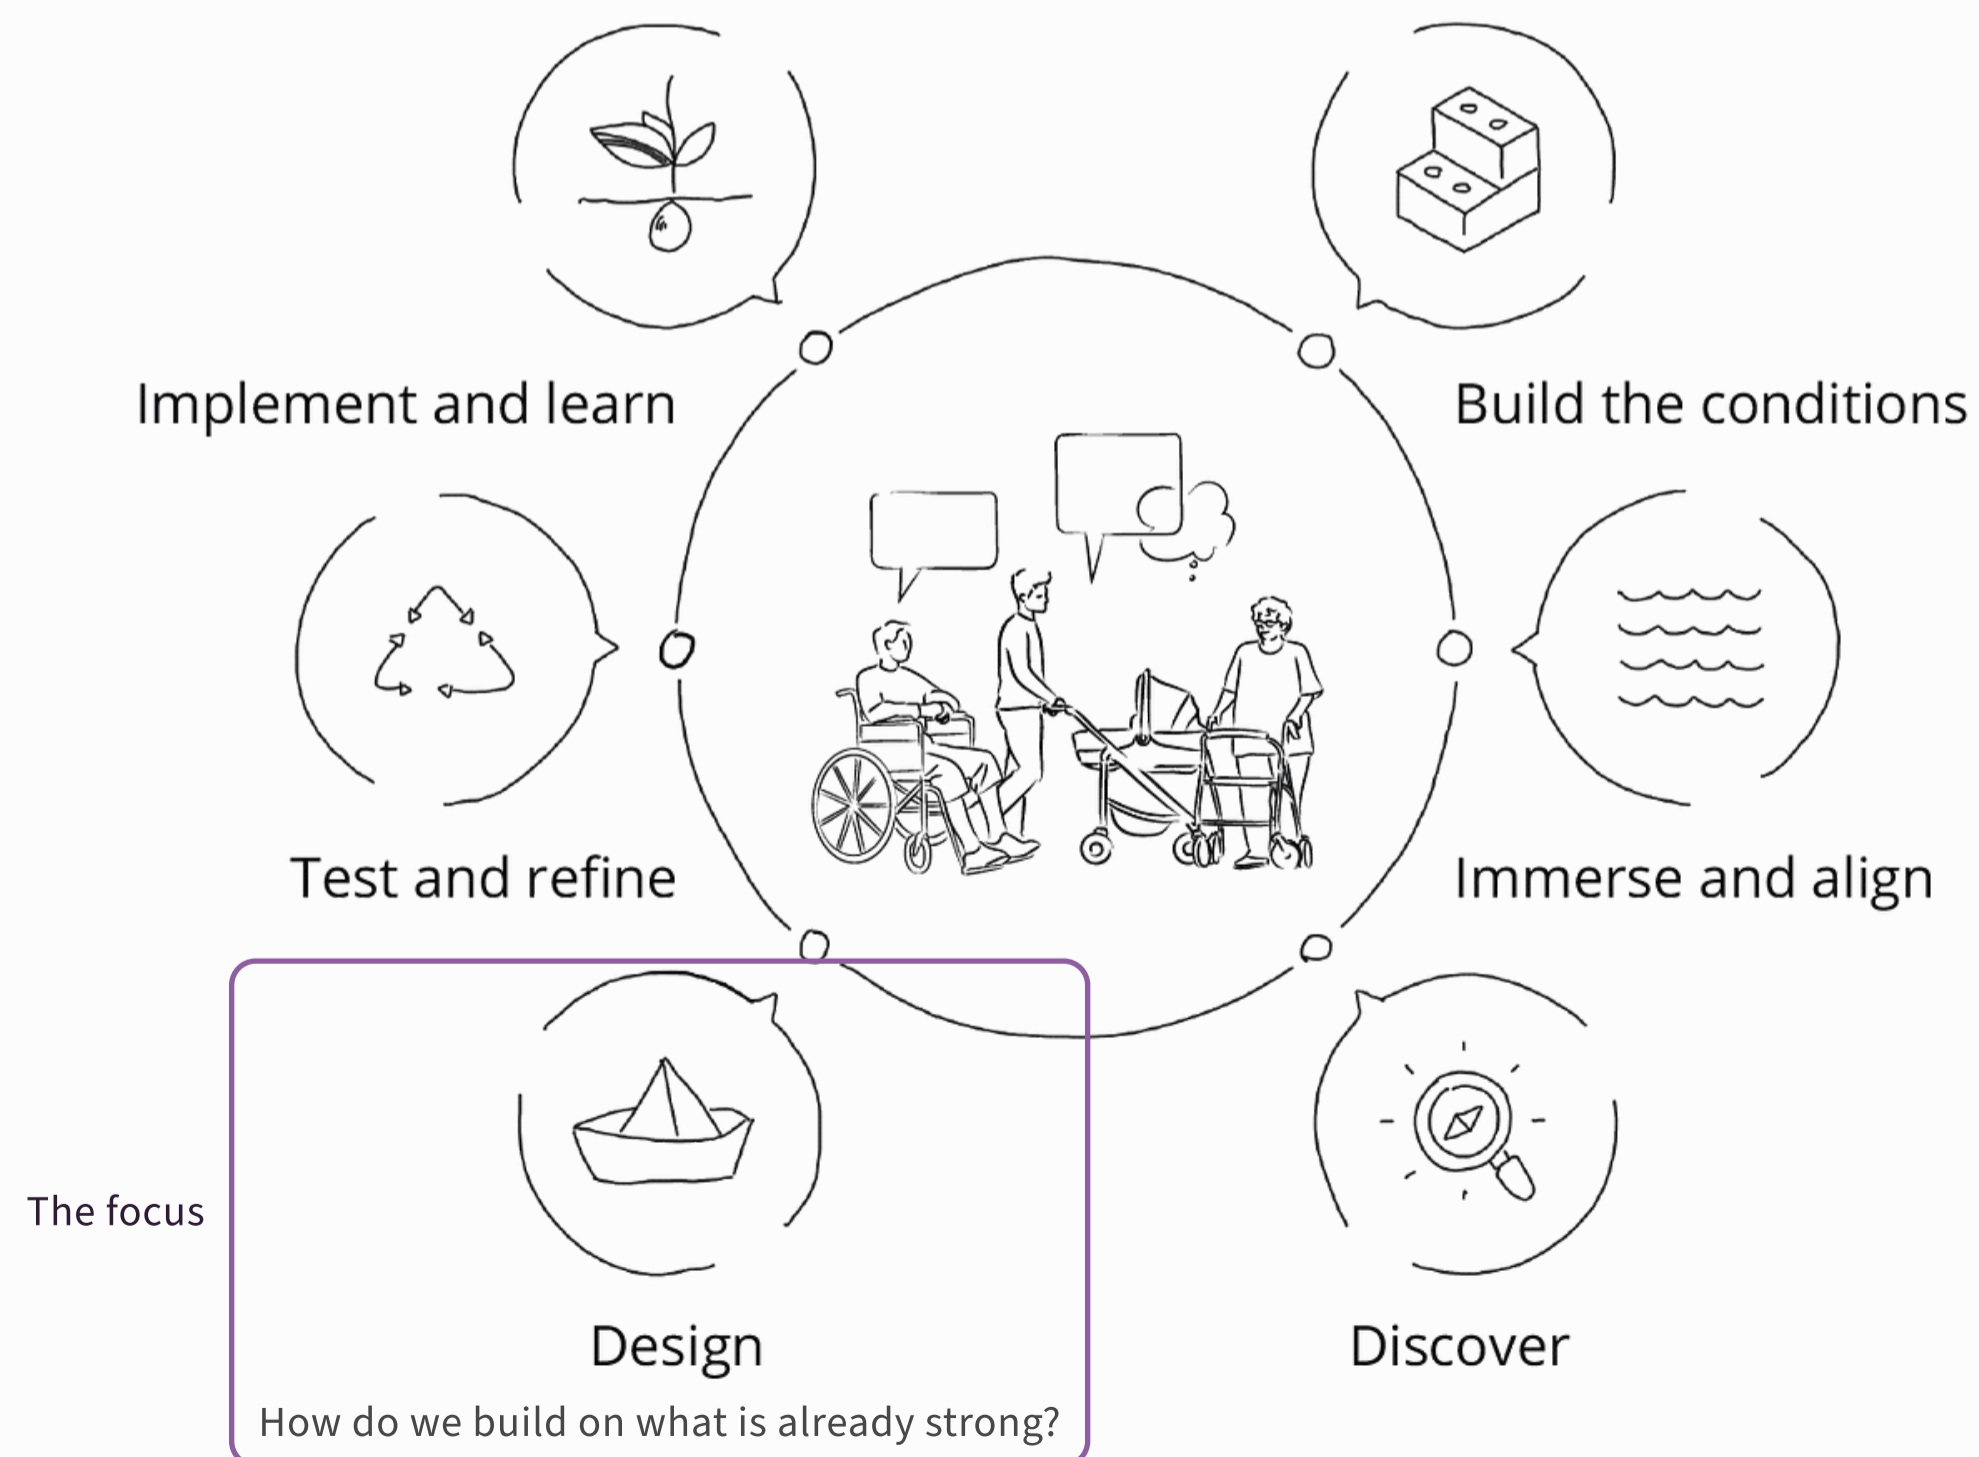 Implement and learn
Build the conditions
Test and refine
Immerse and align
The focus
Design
How do we build on what is already strong?
Discover